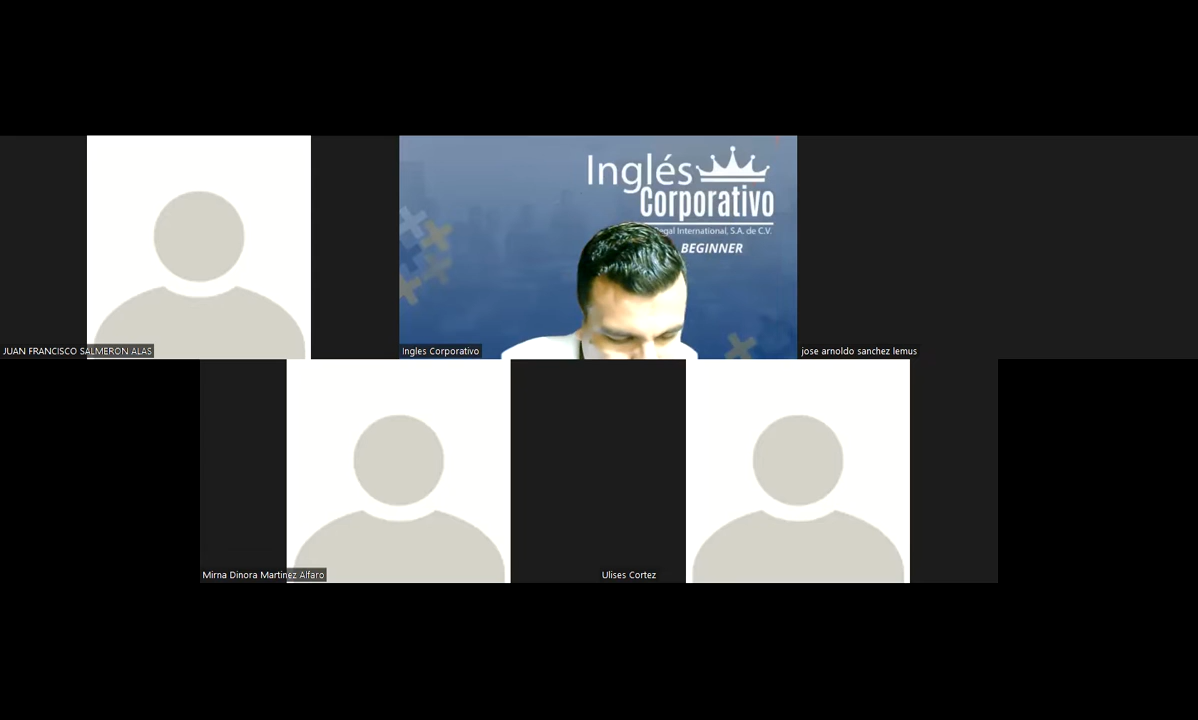 Inglés
Corporativo
egal International, S.A. de C.V.
BEGINNER
JUAN FRANCISCO SALMERON ALAS
Ingles Corporativo
jose arnoldo sanchez lemus
Mirna Dinora Martinez Alfaro
Ulises Cortez